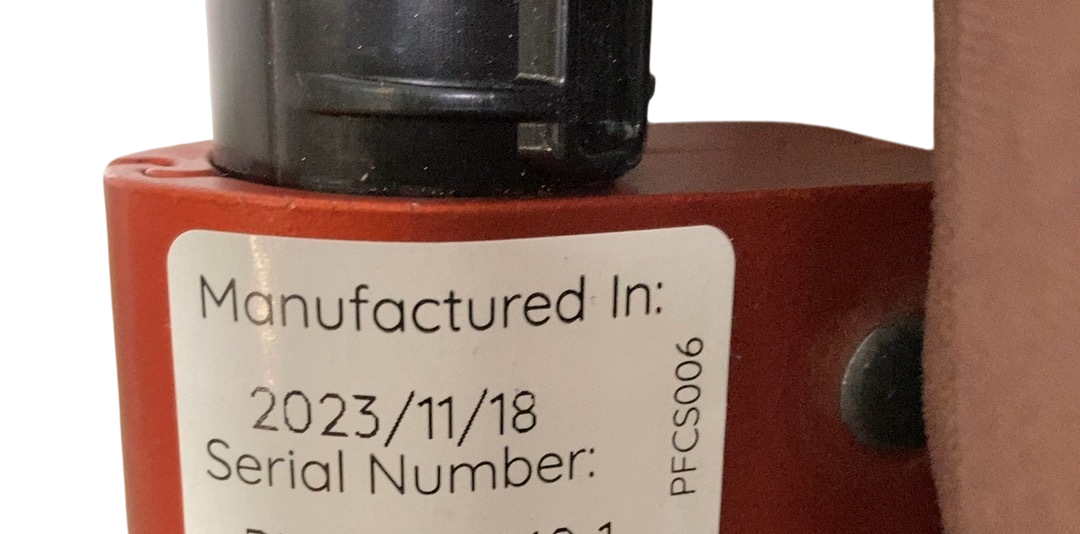 Manufactured In:
2023/11/18
Serial Number:
PFCS006